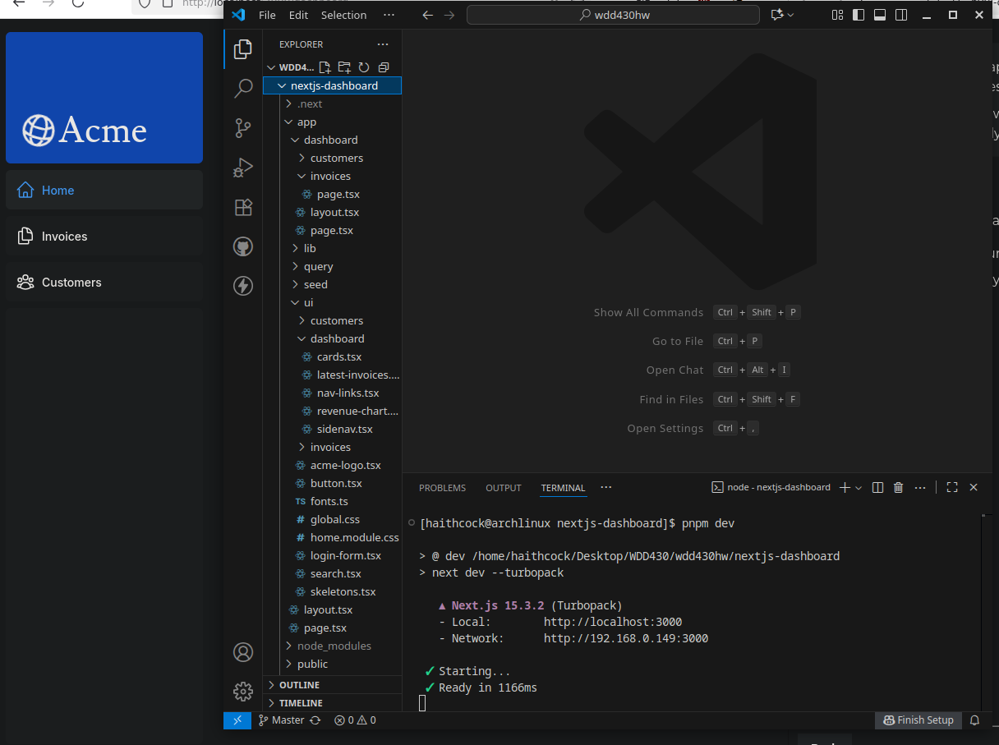 http://lo
File Edit Selection ···
wdd430hw
Acme
Home
Invoices
Customers
EXPLORER
WDD4...
nextjs-dashboard
.next
app
dashboard
customers
invoices
page.tsx
layout.tsx
page.tsx
lib
query
seed
ui
customers
dashboard
cards.tsx
latest-invoices....
nav-links.tsx
revenue-chart....
sidenav.tsx
invoices
acme-logo.tsx
button.tsx
TS fonts.ts
# global.css
# home.module.css
login-form.tsx
search.tsx
skeletons.tsx
layout.tsx
page.tsx
node_modules
public
OUTLINE
TIMELINE
Show All Commands Ctrl + Shift + P
Go to File Ctrl + P
Open Chat Ctrl + Alt + I
Find in Files Ctrl + Shift + F
Open Settings Ctrl + ,
PROBLEMS OUTPUT TERMINAL ···
node - nextjs-dashboard
[haithcock@archlinux nextjs-dashboard]$ pnpm dev
> @ dev /home/haithcock/Desktop/WDD430/wdd430hw/nextjs-dashboard
> next dev --turbopack
▲ Next.js 15.3.2 (Turbopack)
- Local: http://localhost:3000
- Network: http://192.168.0.149:3000
✓ Starting...
✓ Ready in 1166ms
Master 0 0
Finish Setup